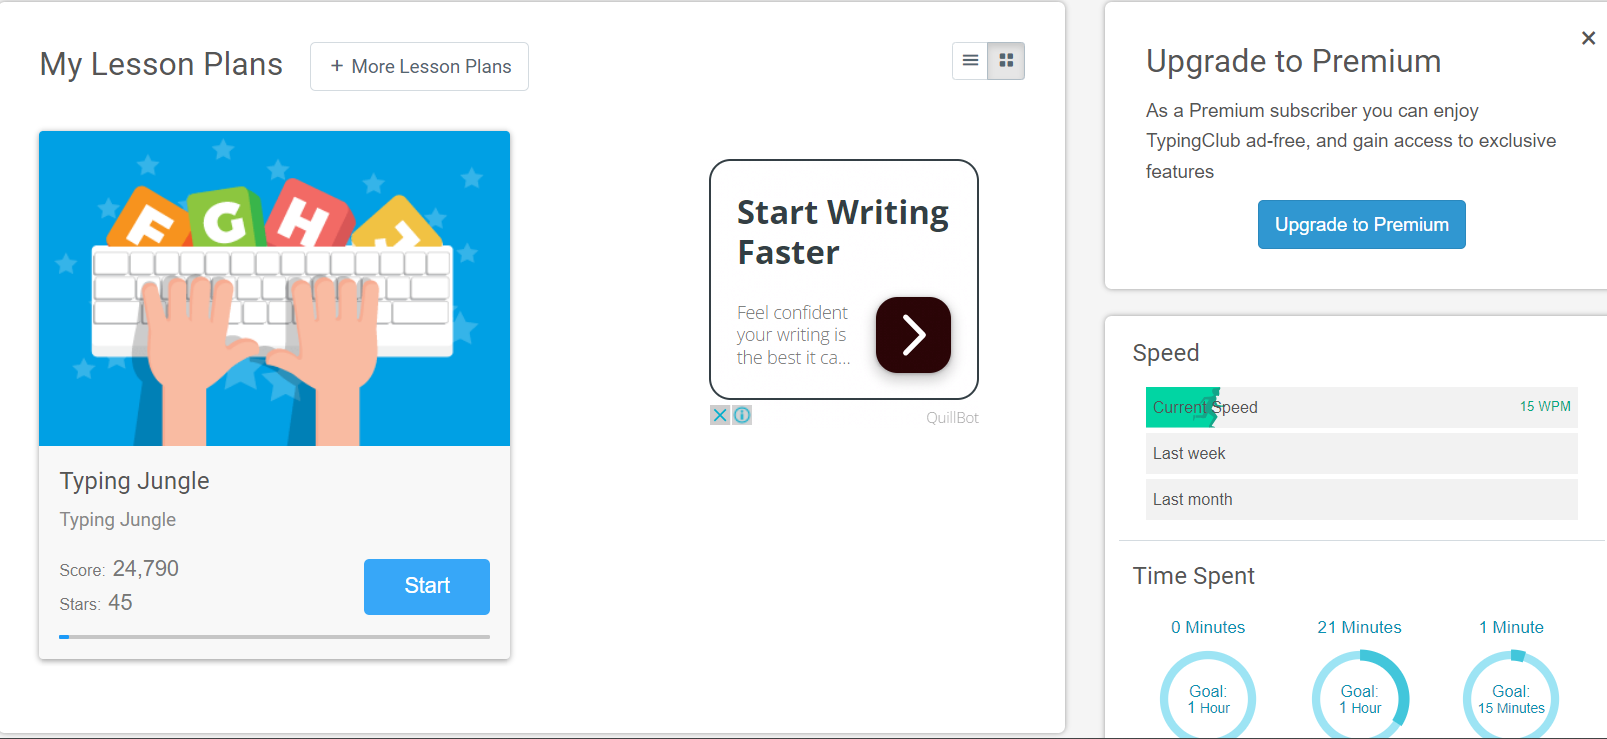 My Lesson Plans
+ More Lesson Plans
F G H J
Typing Jungle
Typing Jungle
Score: 24,790
Stars: 45
Start
Start Writing
Faster
Feel confident
your writing is
the best it ca...
QuillBot
Upgrade to Premium
As a Premium subscriber you can enjoy
TypingClub ad-free, and gain access to exclusive
features
Upgrade to Premium
Speed
Current Speed 15 WPM
Last week
Last month
Time Spent
0 Minutes 21 Minutes 1 Minute
Goal: Goal: Goal:
1 Hour 1 Hour 15 Minutes